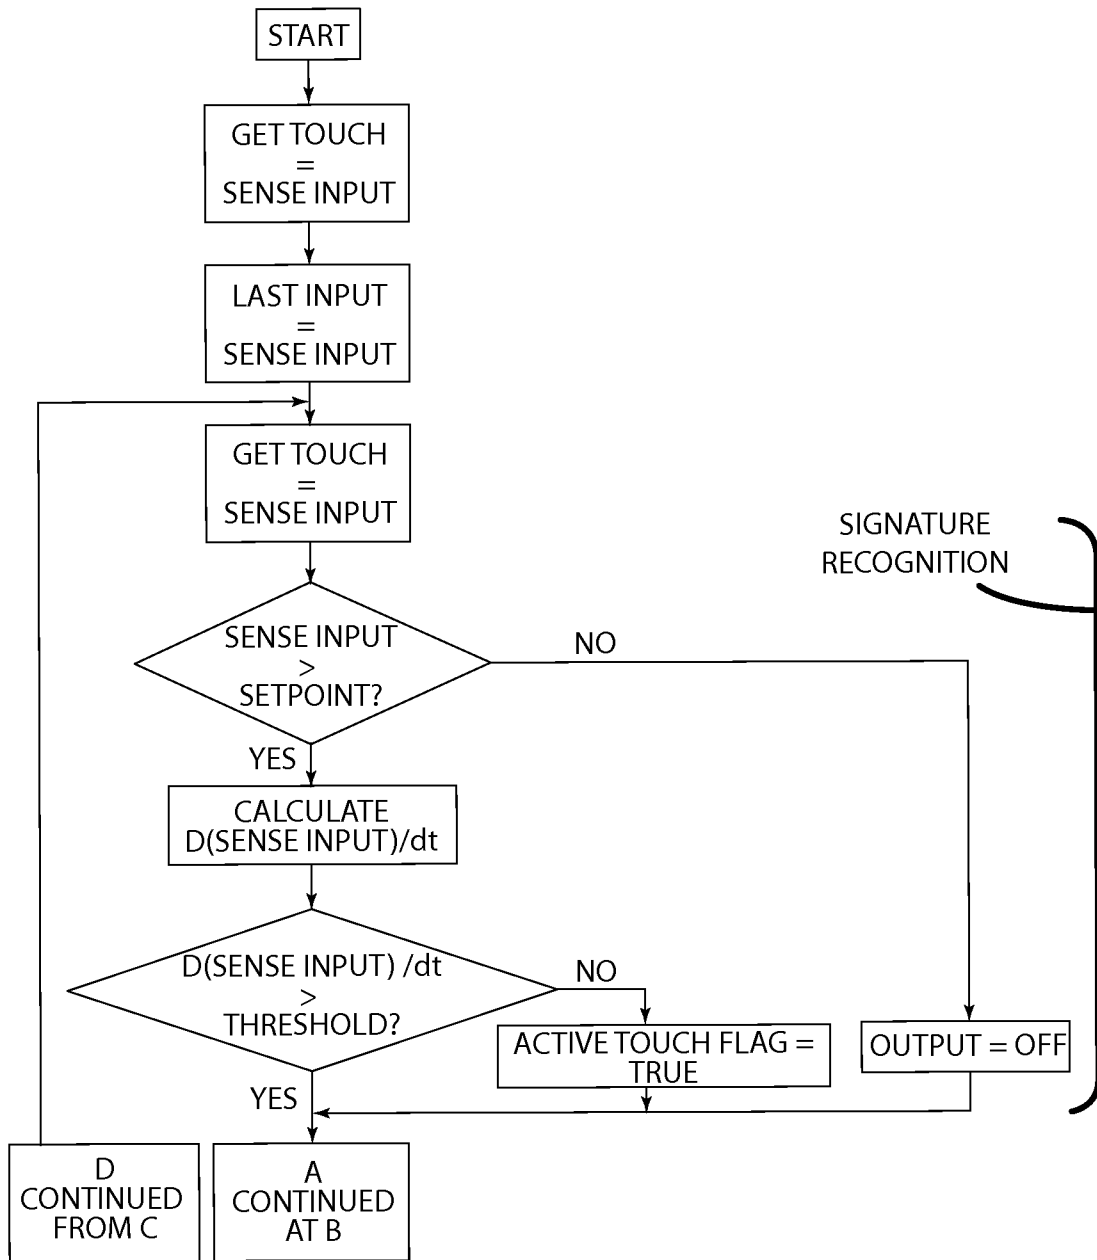 START
GET TOUCH
=
SENSE INPUT
LAST INPUT
=
SENSE INPUT
GET TOUCH
=
SENSE INPUT
SIGNATURE
RECOGNITION
SENSE INPUT
>
SETPOINT?
NO
YES
CALCULATE
D(SENSE INPUT)/dt
D(SENSE INPUT) /dt
>
THRESHOLD?
NO
ACTIVE TOUCH FLAG =
TRUE
OUTPUT = OFF
YES
D
CONTINUED
FROM C
A
CONTINUED
AT B